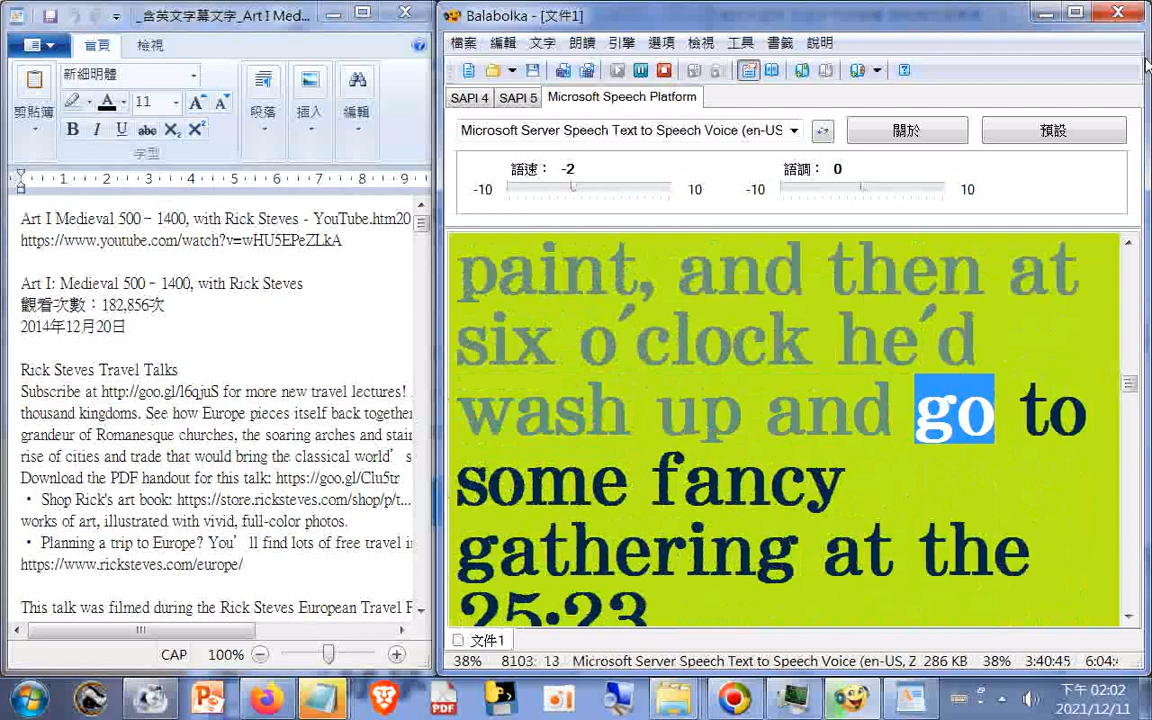 _含英文字幕文字_Art I Med...
首頁
檢視
新細明體
11
剪貼簿
段落
插入
編輯
字型
1 2 3 4 5 6 7 8 9
Art I Medieval 500–1400, with Rick Steves - YouTube.htm20
https://www.youtube.com/watch?v=wHU5EPeZLkA
Art I: Medieval 500–1400, with Rick Steves
觀看次數：182,856次
2014年12月20日
Rick Steves Travel Talks
Subscribe at http://goo.gl/l6qjuS for more new travel lectures!
thousand kingdoms. See how Europe pieces itself back together
grandeur of Romanesque churches, the soaring arches and stai
rise of cities and trade that would bring the classical world's
Download the PDF handout for this talk: https://goo.gl/Clu5tr
• Shop Rick's art book: https://store.ricksteves.com/shop/p/t...
works of art, illustrated with vivid, full-color photos.
• Planning a trip to Europe? You'll find lots of free travel i
https://www.ricksteves.com/europe/
This talk was filmed during the Rick Steves European Travel F
CAP 100%
Balabolka - [文件1]
檔案 編輯 文字 朗讀 引擎 選項 檢視 工具 書籤 說明
SAPI 4 SAPI 5 Microsoft Speech Platform
Microsoft Server Speech Text to Speech Voice (en-US
關於
預設
語速： -2
語調： 0
-10 10 -10 10
paint, and then at
six o'clock he'd
wash up and go to
some fancy
gathering at the
25:23
文件1
38% 8103: 13 Microsoft Server Speech Text to Speech Voice (en-US, Z 286 KB 38% 3:40:45 6:04:
PDF
下午 02:02
2021/12/11